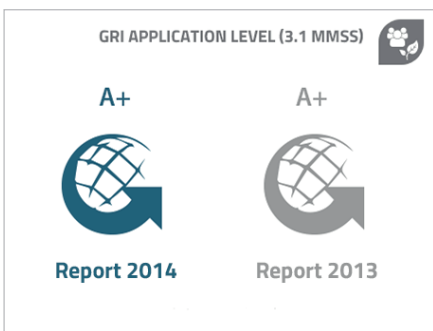 GRI APPLICATION LEVEL (3.1 MMSS)
A+ A+
Report 2014 Report 2013